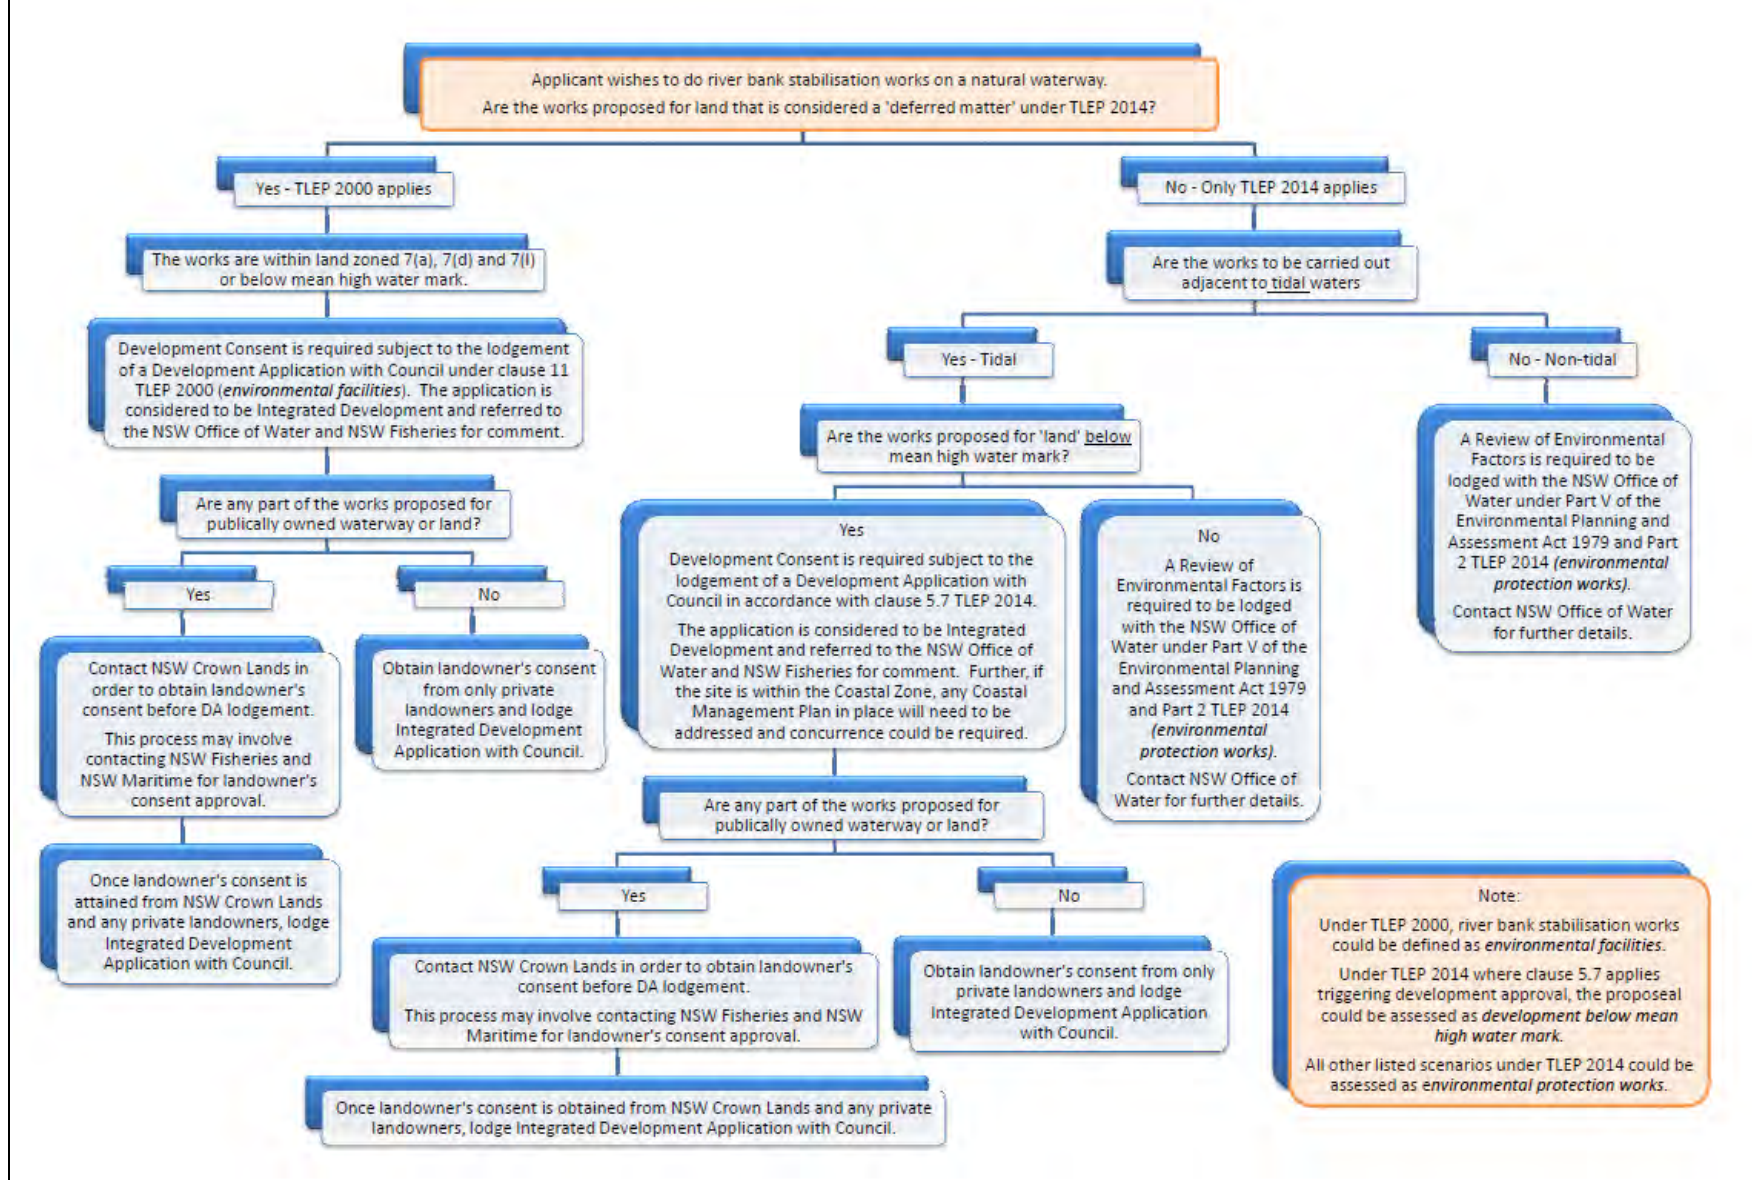 Applicant wishes to do river bank stabilisation works on a natural waterway.
Are the works proposed for land that is considered a 'deferred matter' under TLEP 2014?
Yes - TLEP 2000 applies
The works are within land zoned 7(a), 7(d) and 7(l)
or below mean high water mark.
Development Consent is required subject to the lodgement
of a Development Application with Council under clause 11
TLEP 2000 (environmental facilities). The application is
considered to be Integrated Development and referred to
the NSW Office of Water and NSW Fisheries for comment.
Are any part of the works proposed for
publically owned waterway or land?
Yes
Contact NSW Crown Lands in
order to obtain landowner's
consent before DA lodgement.
This process may involve
contacting NSW Fisheries and
NSW Maritime for landowner's
consent approval.
Once landowner's consent is
attained from NSW Crown Lands
and any private landowners, lodge
Integrated Development
Application with Council.
No
Obtain landowner's consent
from only private
landowners and lodge
Integrated Development
Application with Council.
No - Only TLEP 2014 applies
Are the works to be carried out
adjacent to tidal waters
Yes - Tidal
Are the works proposed for 'land' below
mean high water mark?
Yes
Development Consent is required subject to the
lodgement of a Development Application with
Council in accordance with clause 5.7 TLEP 2014.
The application is considered to be Integrated
Development and referred to the NSW Office of
Water and NSW Fisheries for comment. Further, if
the site is within the Coastal Zone, any Coastal
Management Plan in place will need to be
addressed and concurrence could be required.
Are any part of the works proposed for
publically owned waterway or land?
Yes
Contact NSW Crown Lands in order to obtain landowner's
consent before DA lodgement.
This process may involve contacting NSW Fisheries and NSW
Maritime for landowner's consent approval.
Once landowner's consent is obtained from NSW Crown Lands and any private
landowners, lodge Integrated Development Application with Council.
No
Obtain landowner's consent from only
private landowners and lodge
Integrated Development Application
with Council.
No
A Review of
Environmental Factors is
required to be lodged
with the NSW Office of
Water under Part V of the
Environmental Planning
and Assessment Act 1979
and Part 2 TLEP 2014
(environmental
protection works).
Contact NSW Office of
Water for further details.
No - Non-tidal
A Review of Environmental
Factors is required to be
lodged with the NSW Office of
Water under Part V of the
Environmental Planning and
Assessment Act 1979 and Part
2 TLEP 2014 (environmental
protection works).
Contact NSW Office of Water
for further details.
Note:
Under TLEP 2000, river bank stabilisation works
could be defined as environmental facilities.
Under TLEP 2014 where clause 5.7 applies
triggering development approval, the proposeal
could be assessed as development below mean
high water mark.
All other listed scenarios under TLEP 2014 could be
assessed as environmental protection works.